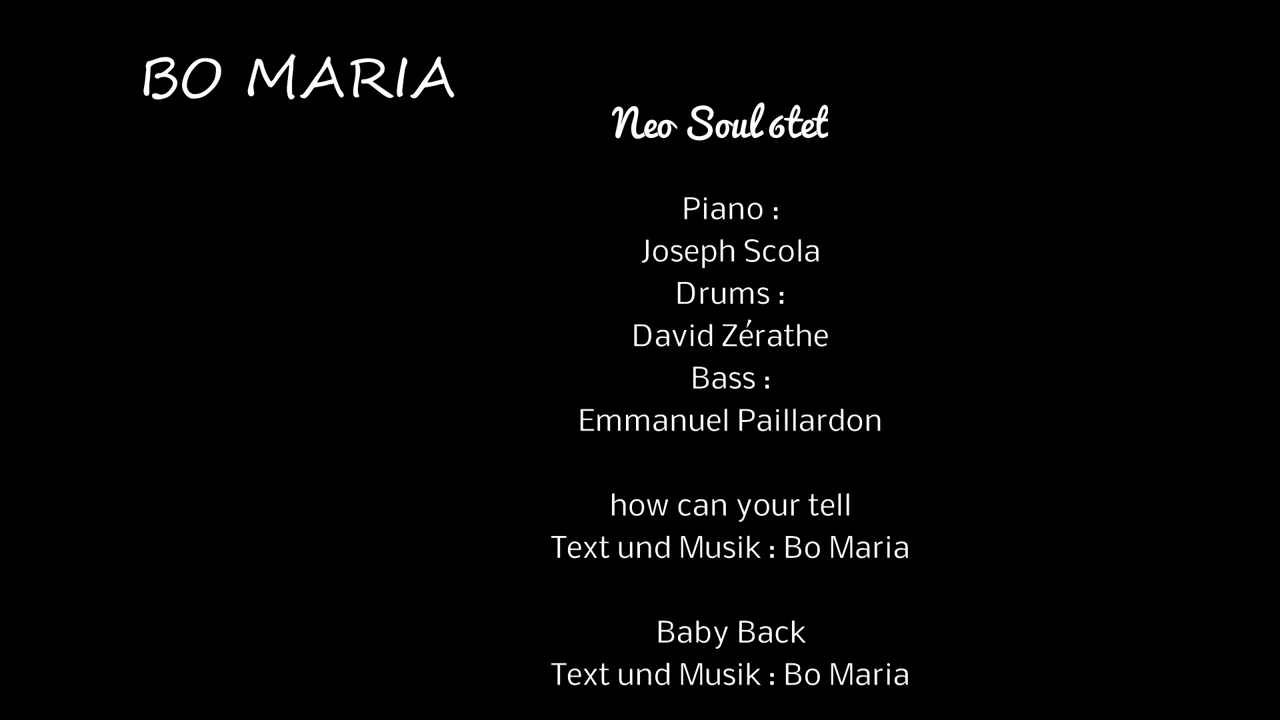 BO MARIA
Neo Soul 6tet
Piano :
Joseph Scola
Drums :
David Zérathe
Bass :
Emmanuel Paillardon
how can your tell
Text und Musik : Bo Maria
Baby Back
Text und Musik : Bo Maria